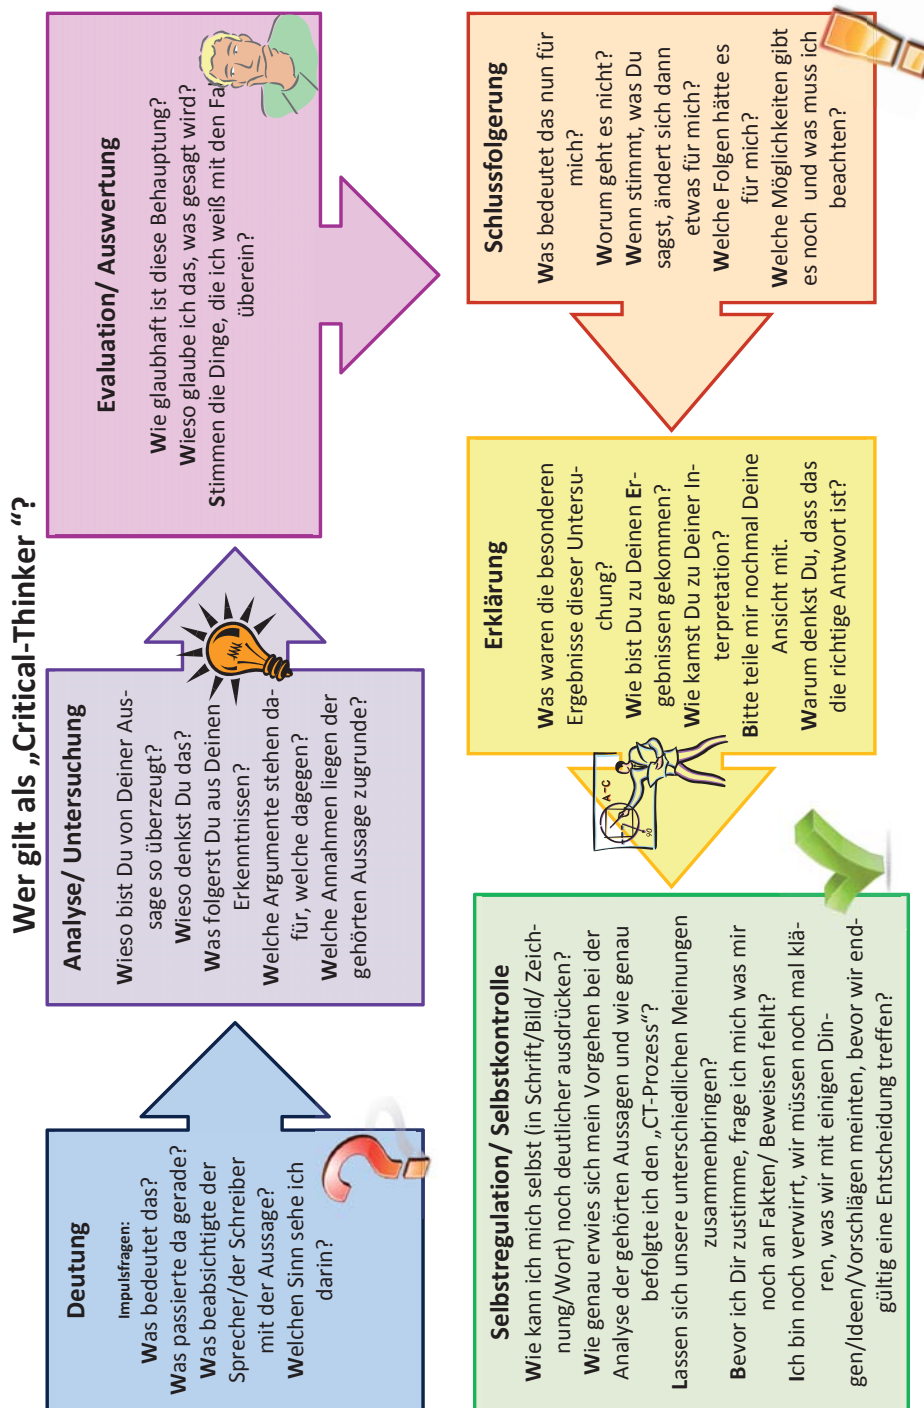 Wer gilt als „Critical-Thinker “?
Deutung
Impulsfragen:
Was bedeutet das?
Was passierte da gerade?
Was beabsichtigte der
Sprecher/der Schreiber
mit der Aussage?
Welchen Sinn sehe ich
darin?
Analyse/ Untersuchung
Wieso bist Du von Deiner Aus-
sage so überzeugt?
Wieso denkst Du das?
Was folgerst Du aus Deinen
Erkenntnissen?
Welche Argumente stehen da-
für, welche dagegen?
Welche Annahmen liegen der
gehörten Aussage zugrunde?
Evaluation/ Auswertung
Wie glaubhaft ist diese Behauptung?
Wieso glaube ich das, was gesagt wird?
Stimmen die Dinge, die ich weiß mit den Fa
überein?
Schlussfolgerung
Was bedeutet das nun für
mich?
Worum geht es nicht?
Wenn stimmt, was Du
sagst, ändert sich dann
etwas für mich?
Welche Folgen hätte es
für mich?
Welche Möglichkeiten gibt
es noch und was muss ich
beachten?
Erklärung
Was waren die besonderen
Ergebnisse dieser Untersu-
chung?
Wie bist Du zu Deinen Er-
gebnissen gekommen?
Wie kamst Du zu Deiner In-
terpretation?
Bitte teile mir nochmal Deine
Ansicht mit.
Warum denkst Du, dass das
die richtige Antwort ist?
A-C
90
Selbstregulation/ Selbstkontrolle
Wie kann ich mich selbst (in Schrift/Bild/ Zeich-
nung/Wort) noch deutlicher ausdrücken?
Wie genau erwies sich mein Vorgehen bei der
Analyse der gehörten Aussagen und wie genau
befolgte ich den „CT-Prozess“?
Lassen sich unsere unterschiedlichen Meinungen
zusammenbringen?
Bevor ich Dir zustimme, frage ich mich was mir
noch an Fakten/ Beweisen fehlt?
Ich bin noch verwirrt, wir müssen noch mal klä-
ren, was wir mit einigen Din-
gen/Ideen/Vorschlägen meinten, bevor wir end-
gültig eine Entscheidung treffen?